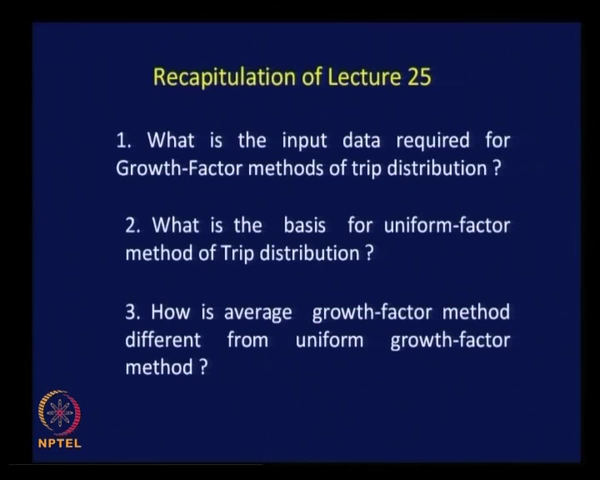 Recapitulation of Lecture 25
1. What is the input data required for
Growth-Factor methods of trip distribution ?
2. What is the basis for uniform-factor
method of Trip distribution ?
3. How is average growth-factor method
different from uniform growth-factor
method ?
NPTEL